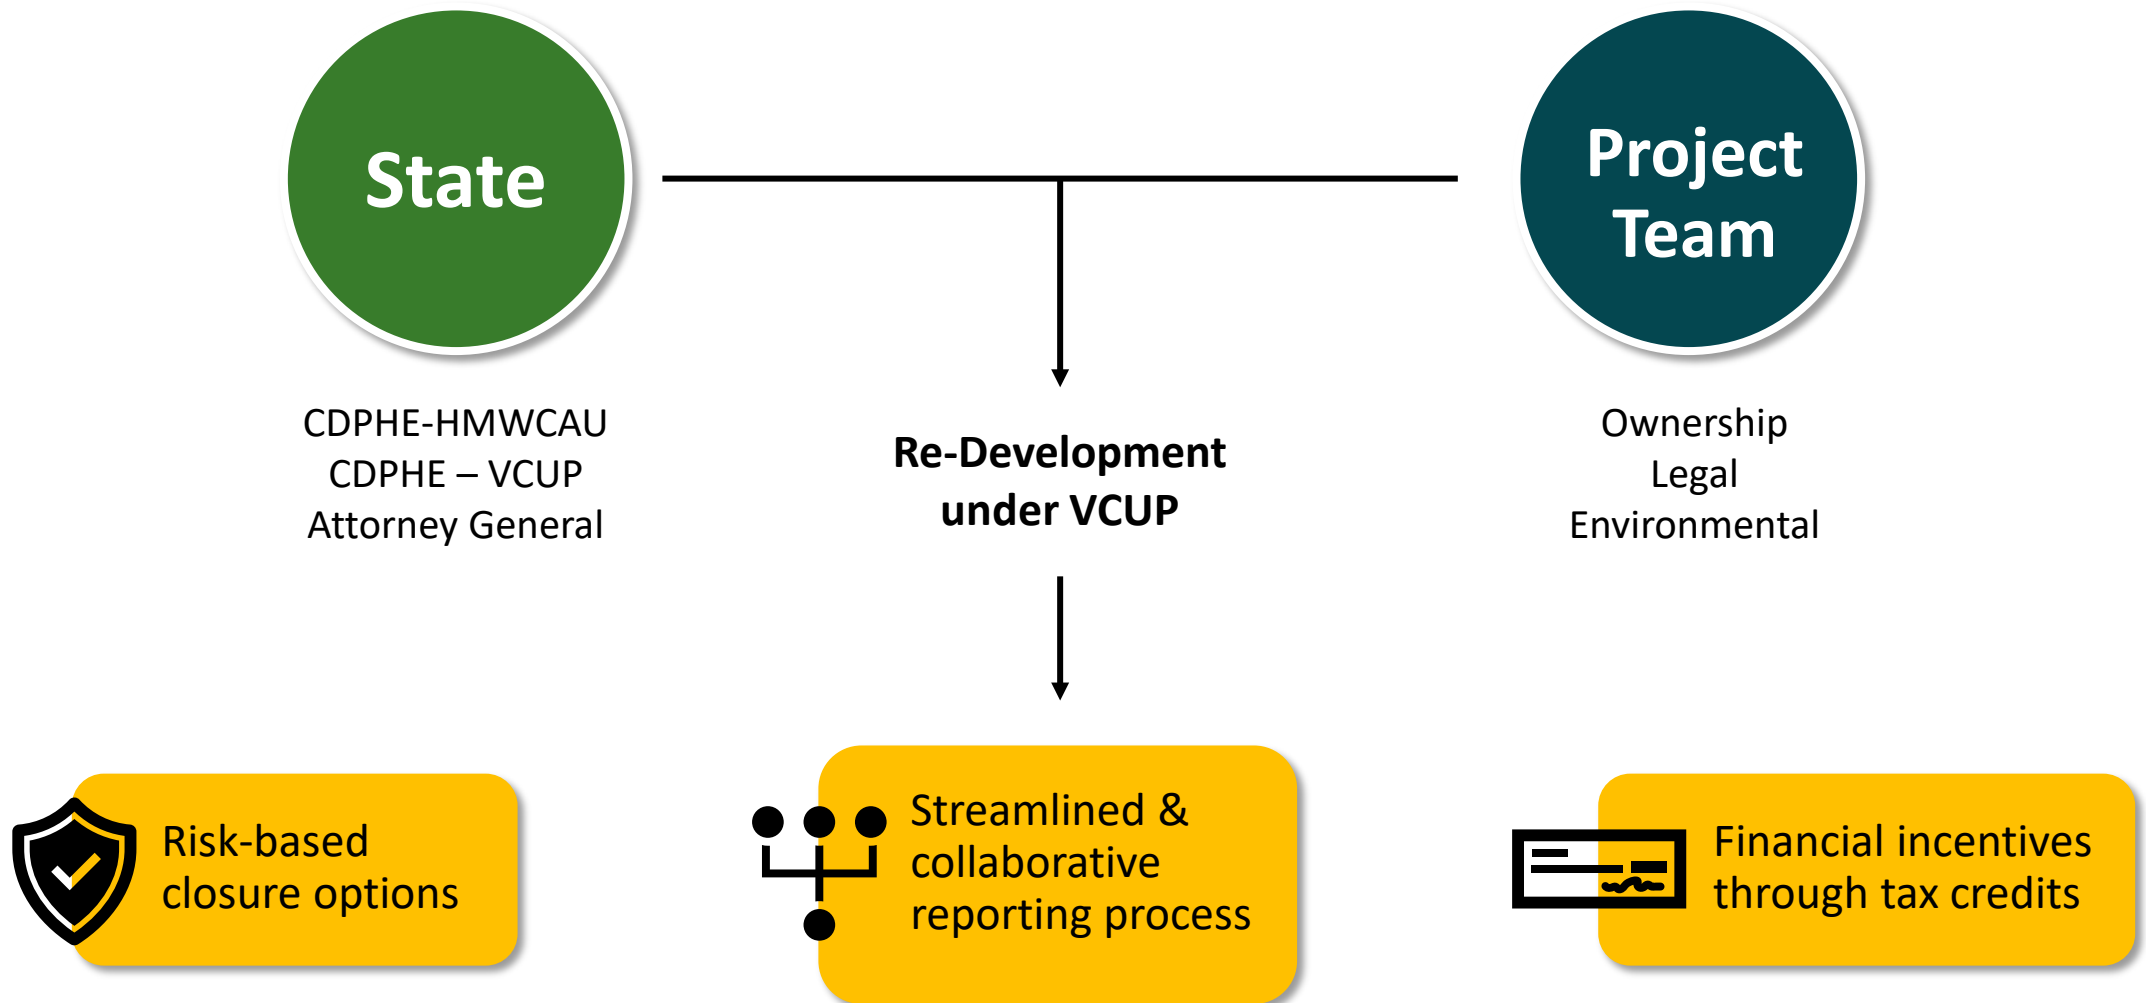 State
Project
Team
CDPHE-HMWCAU
CDPHE – VCUP
Attorney General
Re-Development
under VCUP
Ownership
Legal
Environmental
Risk-based
closure options
Streamlined &
collaborative
reporting process
Financial incentives
through tax credits